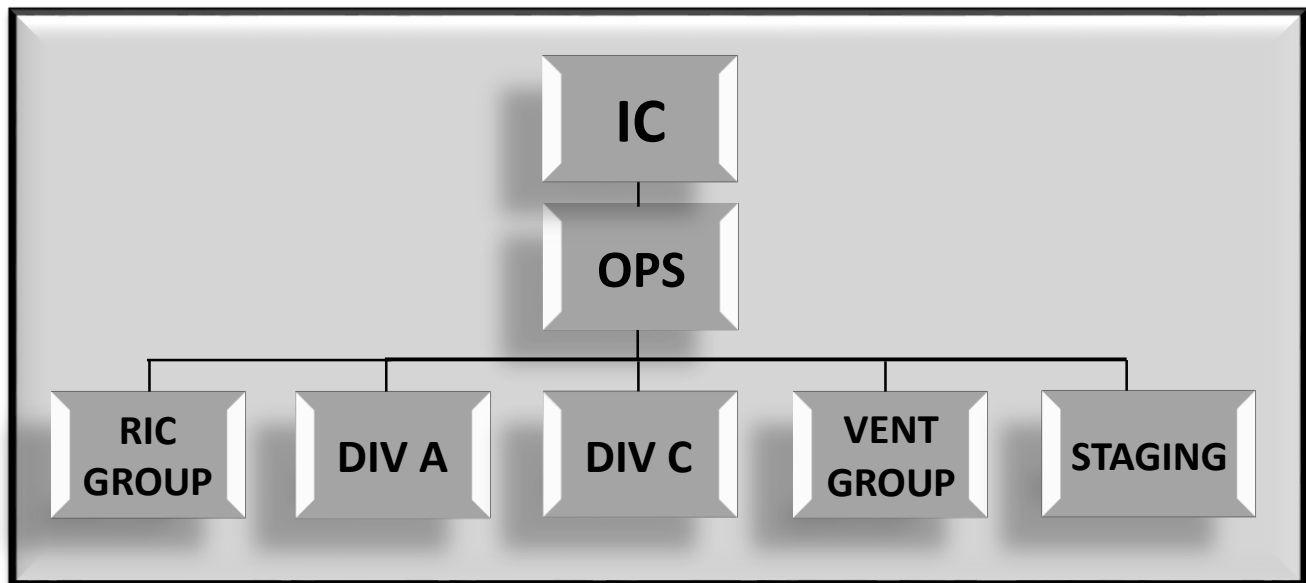 IC
OPS
RIC
GROUP
DIV A
DIV C
VENT
GROUP
STAGING